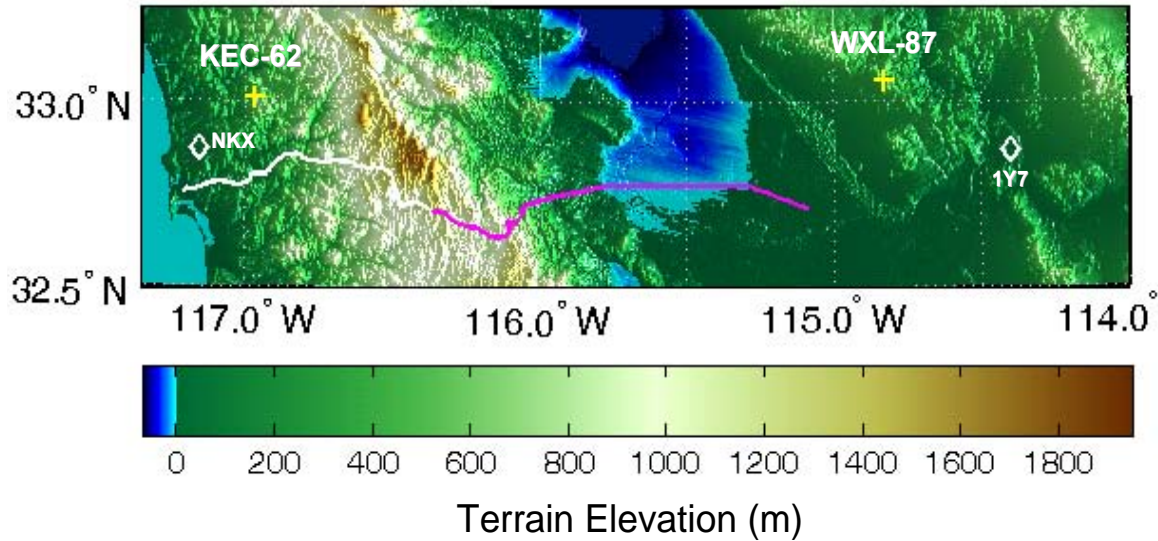 KEC-62
WXL-87
33.0° N
NKX
1Y7
32.5° N
117.0° W
116.0° W
115.0° W
114.0°
0
200
400
600
800
1000
1200
1400
1600
1800
Terrain Elevation (m)